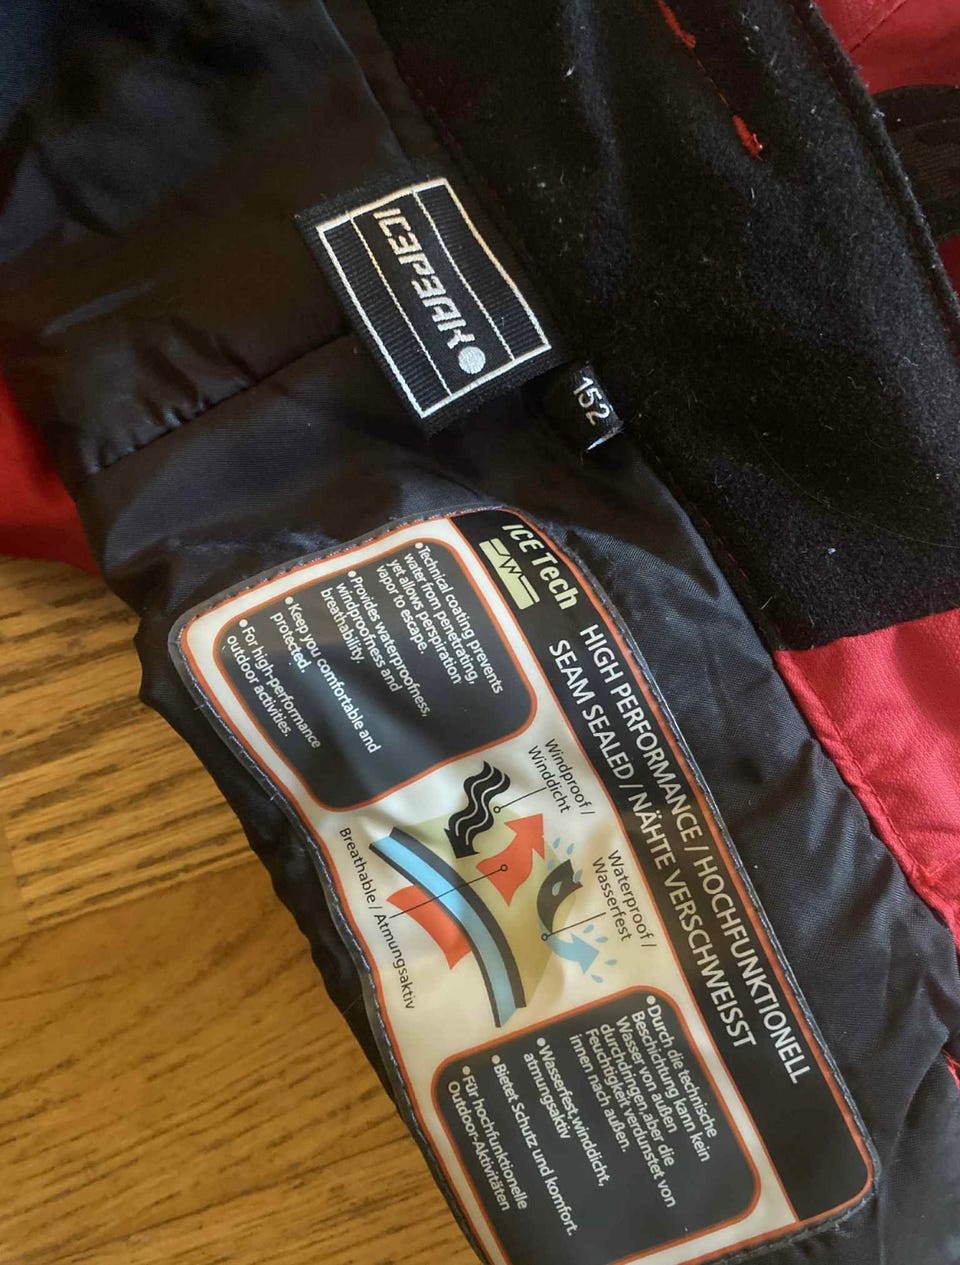 ICEPEAK
152
ICE Tech
HIGH PERFORMANCE / HOCHFUNKTIONELL
SEAM SEALED / NÄHTE VERSCHWEISST
•Technical coating prevents
water from penetrating,
yet allows perspiration
vapor to escape.
•Provides waterproofness,
windproofness and
breathability.
•Keep you comfortable and
protected.
•For high-performance
outdoor activities.
Windproof /
Winddicht
Waterproof /
Wasserfest
Breathable / Atmungsaktiv
•Durch die technische
Beschichtung kann kein
Wasser von außen
durchdringen,aber die
Feuchtigkeit verdunstet von
innen nach außen.
•Wasserfest,winddicht,
atmungsaktiv
•Bietet Schutz und komfort.
•Für hochfunktionelle
Outdoor-Aktivitäten